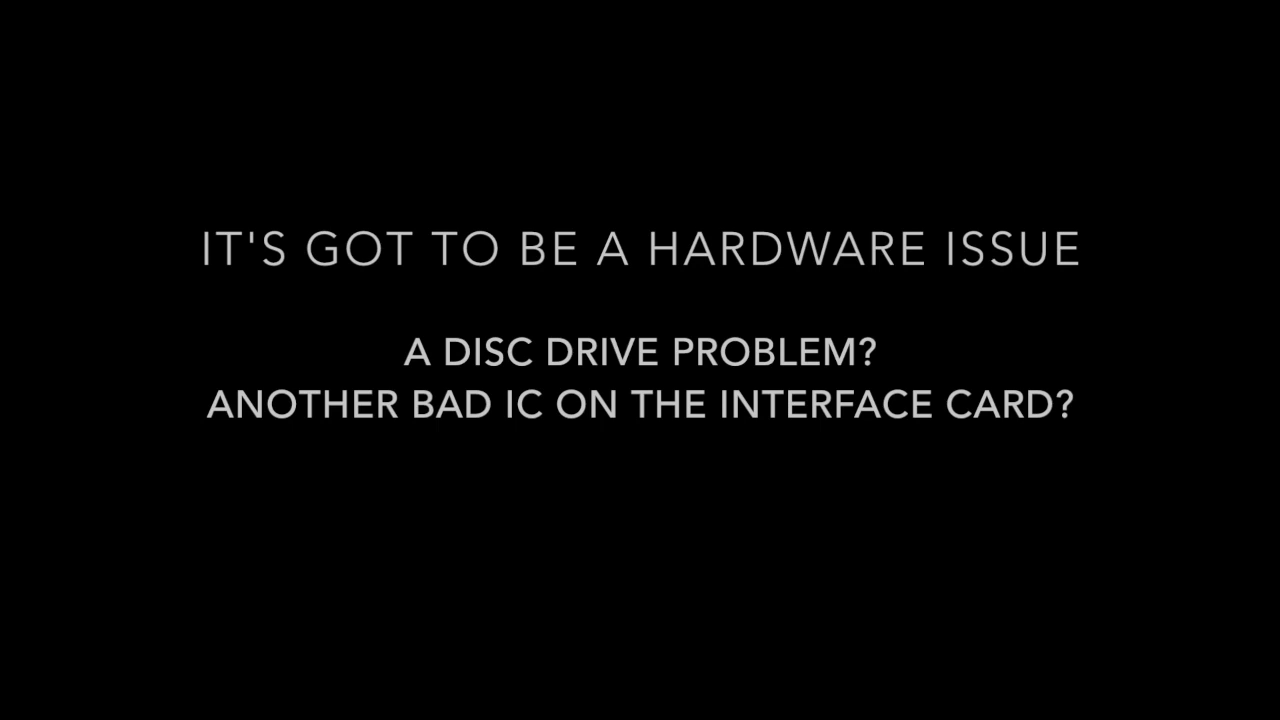 IT'S GOT TO BE A HARDWARE ISSUE
A DISC DRIVE PROBLEM?
ANOTHER BAD IC ON THE INTERFACE CARD?